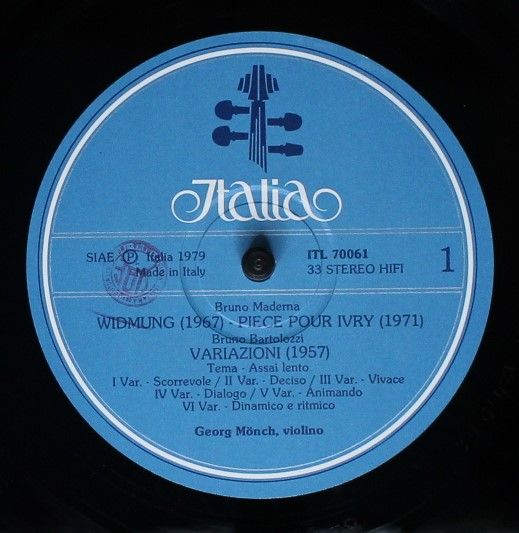 Italia
SIAE Ⓟ Italia 1979
Made in Italy
ITL 70061
33 STEREO HIFI
1
Bruno Maderna
WIDMUNG (1967) - PIECE POUR IVRY (1971)
Bruno Bartolozzi
VARIAZIONI (1957)
Tema - Assai lento
I Var. - Scorrevole / II Var. - Deciso / III Var. - Vivace
IV Var. - Dialogo / V Var. - Animando
VI Var. - Dinamico e ritmico
Georg Mönch, violino